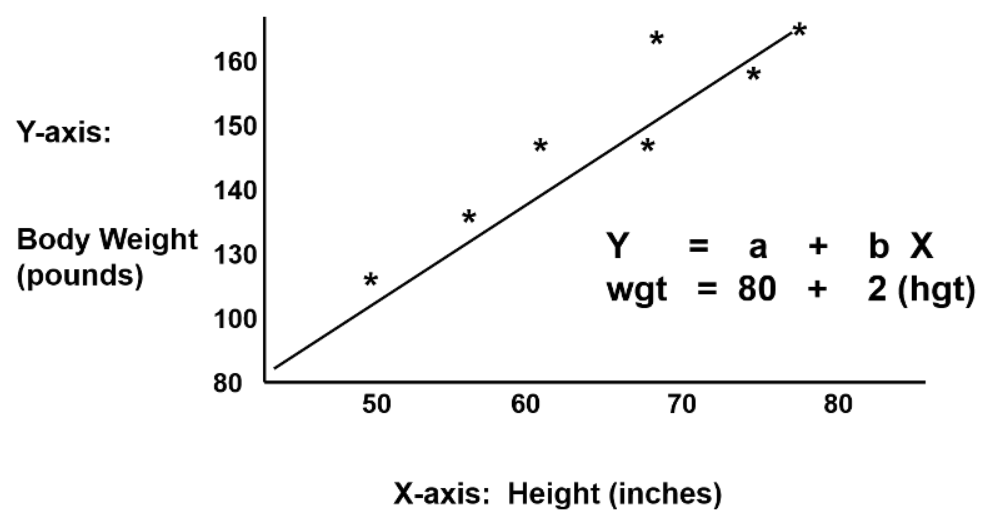 160
150
Y-axis:
140
Body Weight
(pounds)
130
100
80
Y = a + b X
wgt = 80 + 2 (hgt)
50 60 70 80
X-axis: Height (inches)